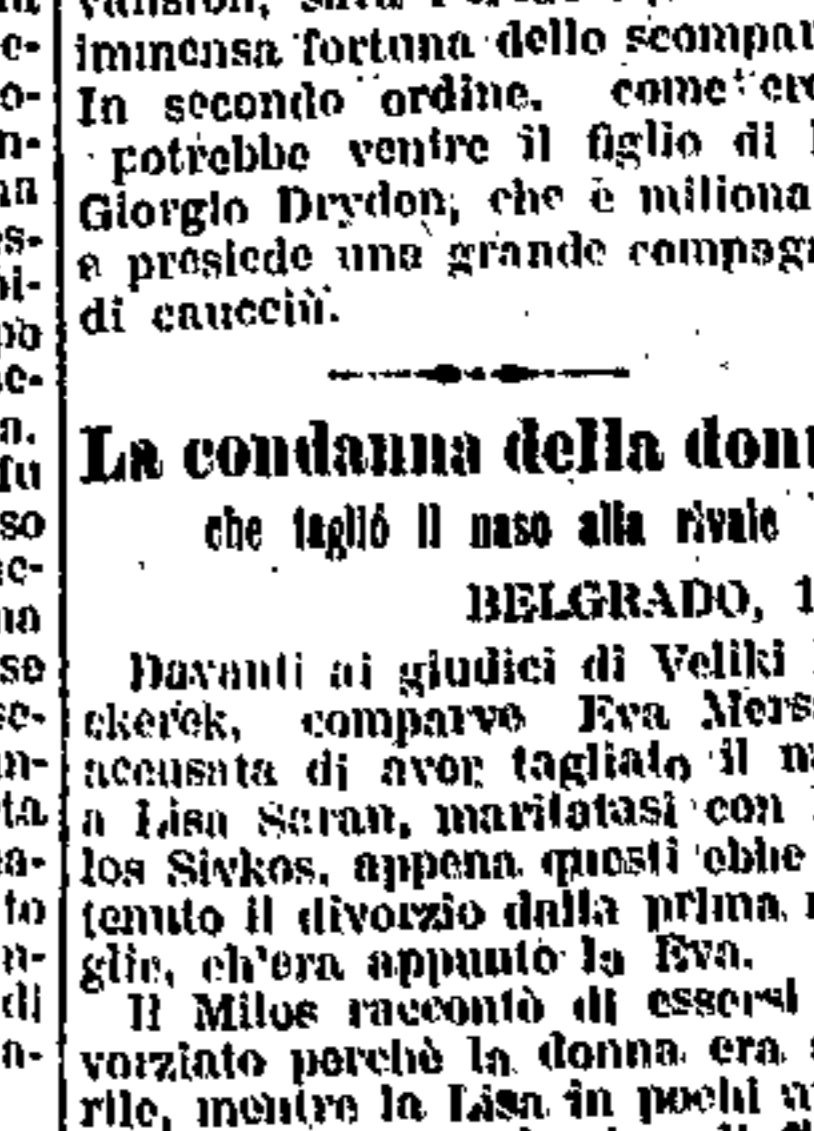 immensa fortuna dello scompar
In secondo ordine, come
potrebbe venire il figlio di
Giorgio Drydon, che è miliona
e presiede una grande compag
di caucciù.
La condanna della don
che tagliò il naso alla rivale
BELGRADO, 1
Davanti ai giudici di Veliki
ckerek, comparve Eva Mers
accusata di aver tagliato il n
a Lisa Saran, maritatasi con
los Sivkos, appena questi ebbe
tenuto il divorzio dalla prima
glie, ch'era appunto la Eva.
Il Milos raccontò di essersi
vorziato perchè la donna era
rile, mentre la Lisa in pochi